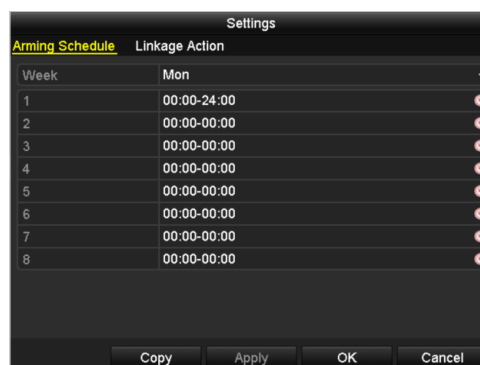 Settings
Arming Schedule Linkage Action
Week Mon
1 00:00-24:00
2 00:00-00:00
3 00:00-00:00
4 00:00-00:00
5 00:00-00:00
6 00:00-00:00
7 00:00-00:00
8 00:00-00:00
Copy Apply OK Cancel